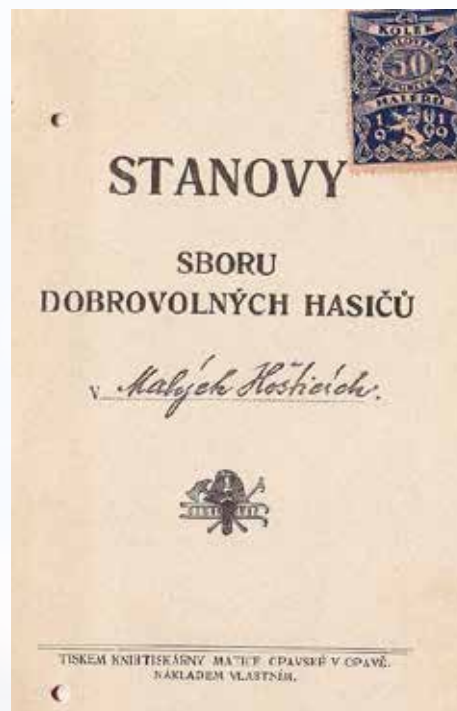 KOLEK
50
HALÉŘŮ
1919
STANOVY
SBORU
DOBROVOLNÝCH HASIČŮ
v Malých Hošticích.
TISKEM KNIHTISKÁRNY MATICE OPAVSKÉ V OPAVĚ.
NÁKLADEM VLASTNÍM.